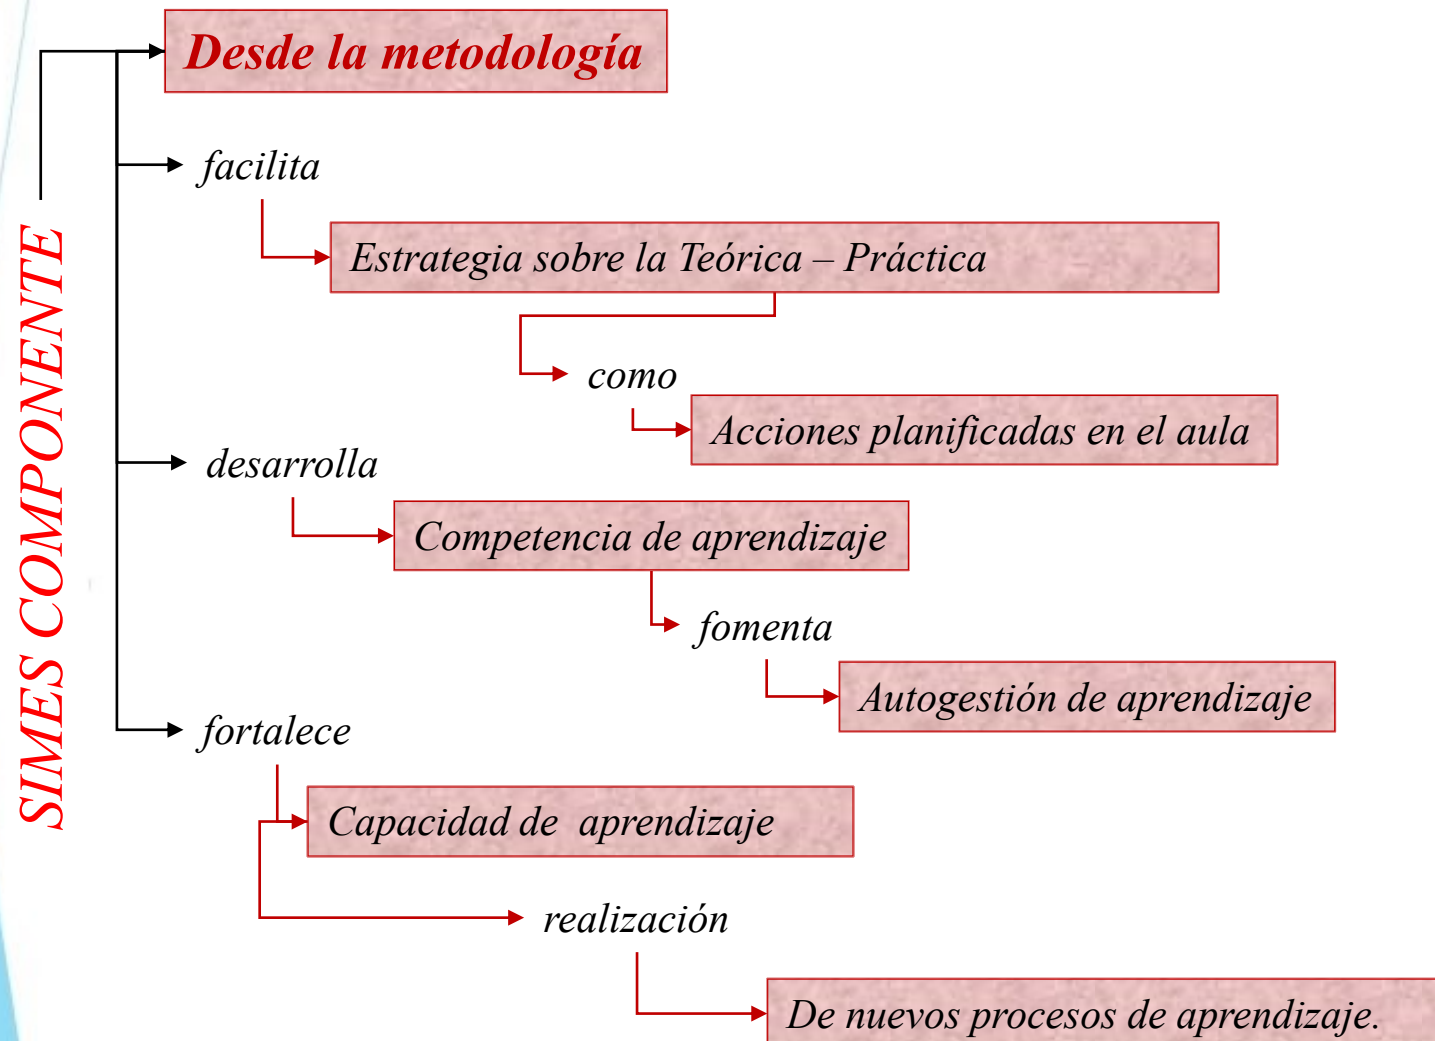 Desde la metodología
facilita
Estrategia sobre la Teórica – Práctica
como
Acciones planificadas en el aula
desarrolla
Competencia de aprendizaje
fomenta
Autogestión de aprendizaje
fortalece
Capacidad de aprendizaje
realización
De nuevos procesos de aprendizaje.
SIMES COMPONENTE